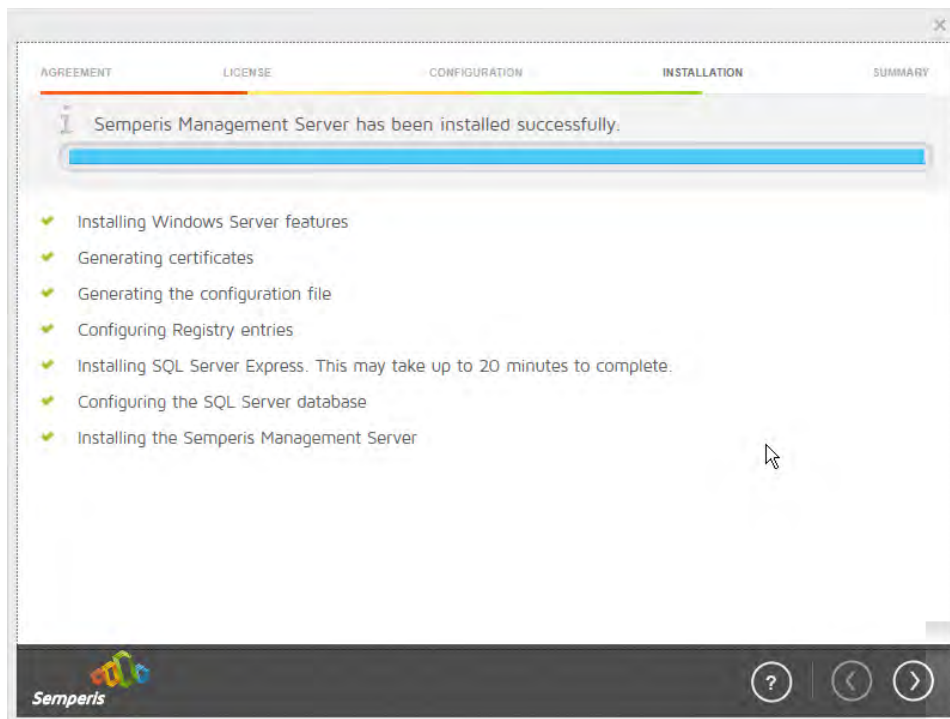 AGREEMENT LICENSE CONFIGURATION INSTALLATION SUMMARY
i Semperis Management Server has been installed successfully.
Installing Windows Server features
Generating certificates
Generating the configuration file
Configuring Registry entries
Installing SQL Server Express. This may take up to 20 minutes to complete.
Configuring the SQL Server database
Installing the Semperis Management Server
Semperis
?